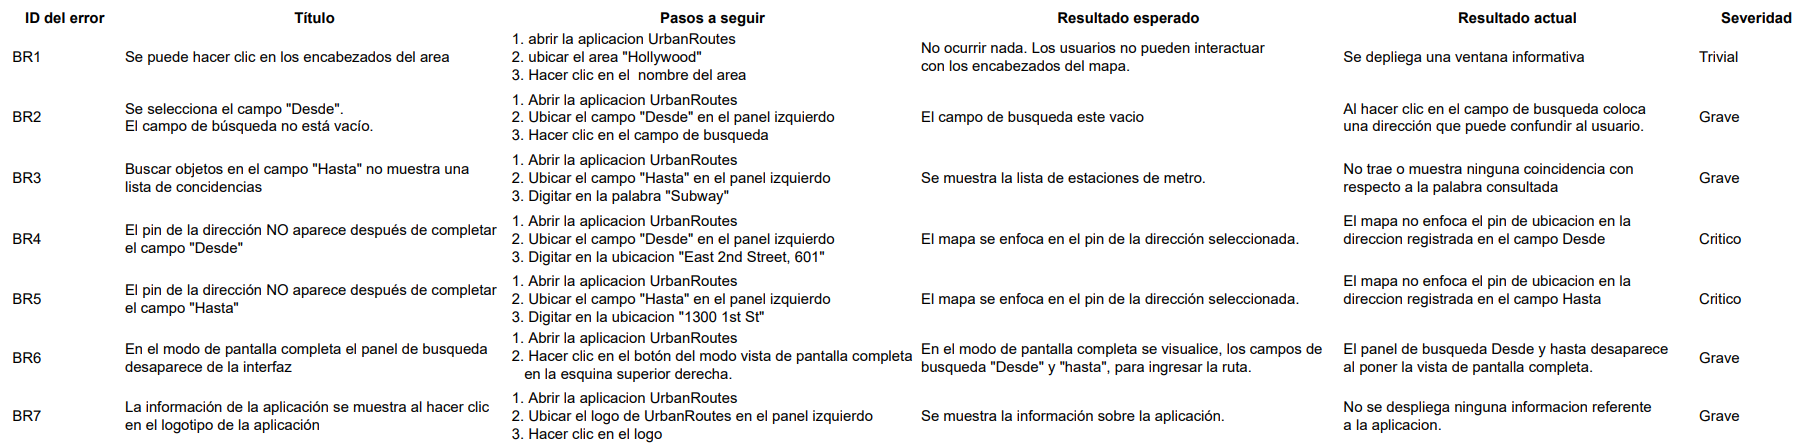 ID del error Título Pasos a seguir Resultado esperado Resultado actual Severidad
BR1
Se puede hacer clic en los encabezados del area
1. abrir la aplicacion UrbanRoutes
2. ubicar el area "Hollywood"
3. Hacer clic en el  nombre del area
No ocurrir nada. Los usuarios no pueden interactuar
con los encabezados del mapa.
Se depliega una ventana informativa
Trivial
BR2
Se selecciona el campo "Desde".
El campo de búsqueda no está vacío.
1. Abrir la aplicacion UrbanRoutes
2. Ubicar el campo "Desde" en el panel izquierdo
3. Hacer clic en el campo de busqueda
El campo de busqueda este vacio
Al hacer clic en el campo de busqueda coloca
una dirección que puede confundir al usuario.
Grave
BR3
Buscar objetos en el campo "Hasta" no muestra una
lista de concidencias
1. Abrir la aplicacion UrbanRoutes
2. Ubicar el campo "Hasta" en el panel izquierdo
3. Digitar en la palabra "Subway"
Se muestra la lista de estaciones de metro.
No trae o muestra ninguna coincidencia con
respecto a la palabra consultada
Grave
BR4
El pin de la dirección NO aparece después de completar
el campo "Desde"
1. Abrir la aplicacion UrbanRoutes
2. Ubicar el campo "Desde" en el panel izquierdo
3. Digitar en la ubicacion "East 2nd Street, 601"
El mapa se enfoca en el pin de la dirección seleccionada.
El mapa no enfoca el pin de ubicacion en la
direccion registrada en el campo Desde
Critico
BR5
El pin de la dirección NO aparece después de completar
el campo "Hasta"
1. Abrir la aplicacion UrbanRoutes
2. Ubicar el campo "Hasta" en el panel izquierdo
3. Digitar en la ubicacion "1300 1st St"
El mapa se enfoca en el pin de la dirección seleccionada.
El mapa no enfoca el pin de ubicacion en la
direccion registrada en el campo Hasta
Critico
BR6
En el modo de pantalla completa el panel de busqueda
desaparece de la interfaz
1. Abrir la aplicacion UrbanRoutes
2. Hacer clic en el botón del modo vista de pantalla completa
en la esquina superior derecha.
En el modo de pantalla completa se visualice, los campos de
busqueda "Desde" y "hasta", para ingresar la ruta.
El panel de busqueda Desde y hasta desaparece
al poner la vista de pantalla completa.
Grave
BR7
La información de la aplicación se muestra al hacer clic
en el logotipo de la aplicación
1. Abrir la aplicacion UrbanRoutes
2. Ubicar el logo de UrbanRoutes en el panel izquierdo
3. Hacer clic en el logo
Se muestra la información sobre la aplicación.
No se despliega ninguna informacion referente
a la aplicacion.
Grave